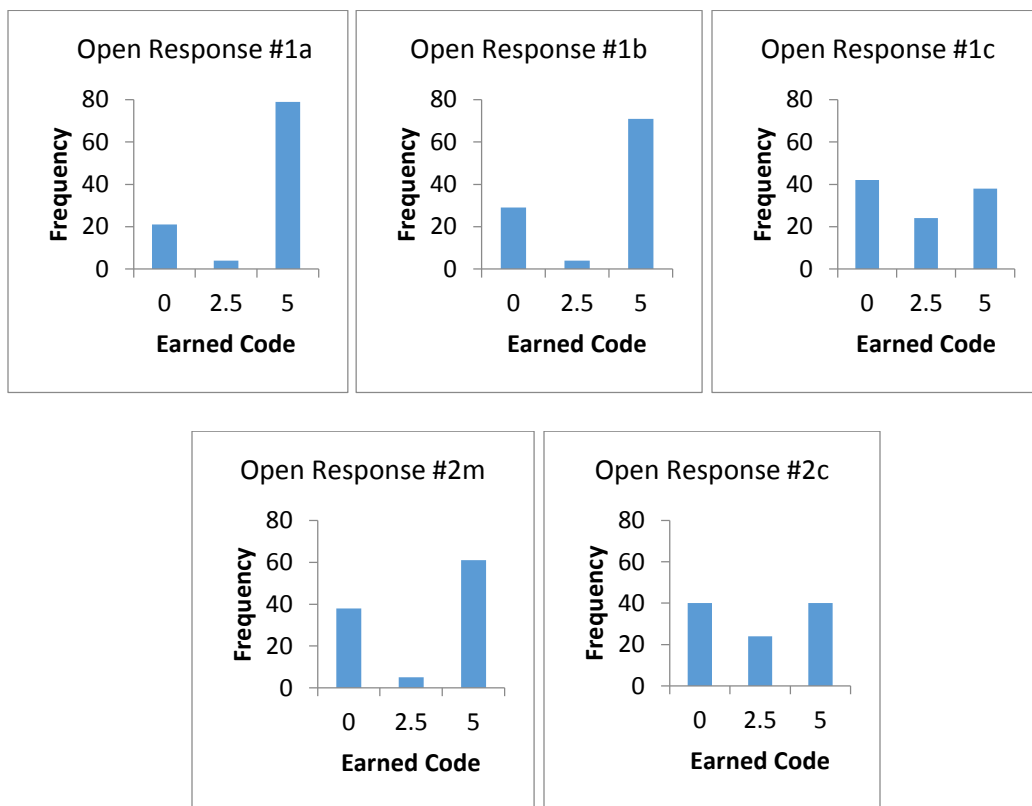 Open Response #1a
80
60
40
20
0
Frequency
0 2.5 5
Earned Code
Open Response #1b
80
60
40
20
0
Frequency
0 2.5 5
Earned Code
Open Response #1c
80
60
40
20
0
Frequency
0 2.5 5
Earned Code
Open Response #2m
80
60
40
20
0
Frequency
0 2.5 5
Earned Code
Open Response #2c
80
60
40
20
0
Frequency
0 2.5 5
Earned Code